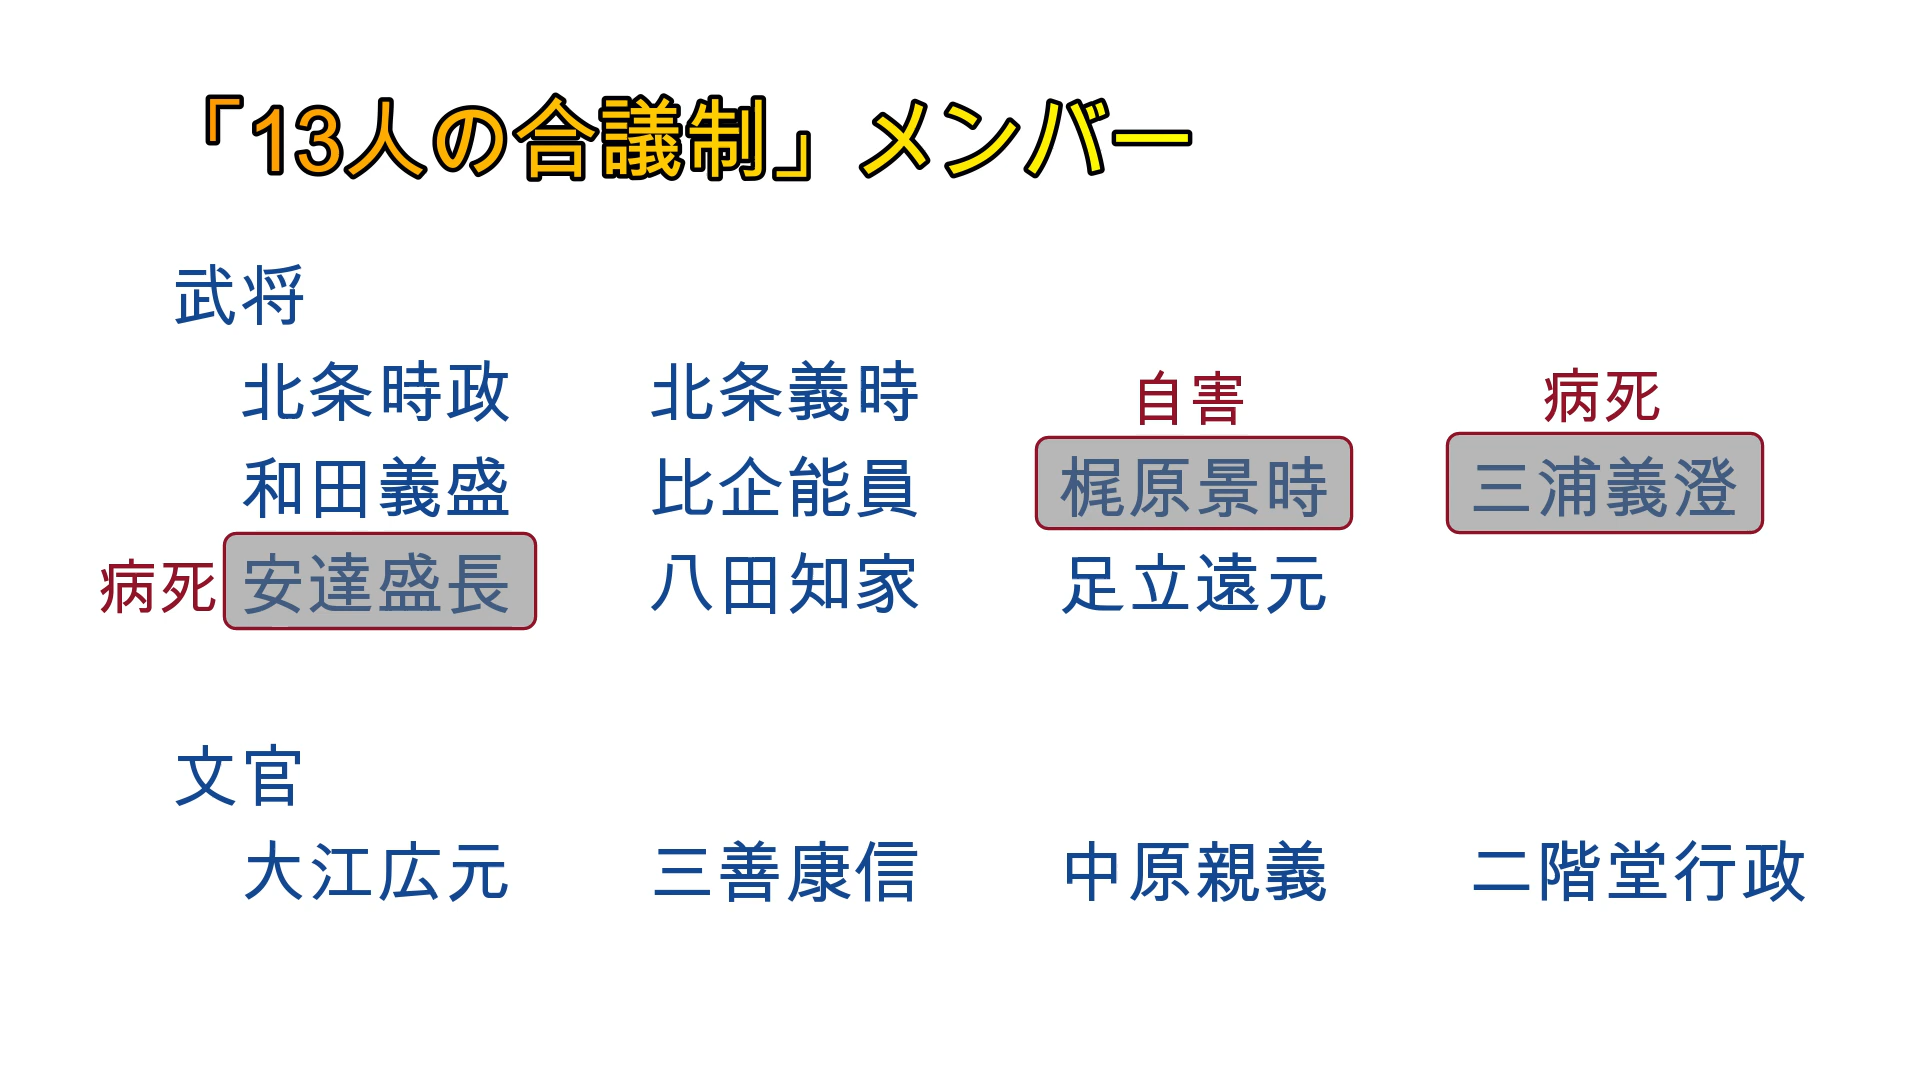 「13人の合議制」メンバー
武将
北条時政 北条義時 自害 病死
和田義盛 比企能員 梶原景時 三浦義澄
病死 安達盛長 八田知家 足立遠元
文官
大江広元 三善康信 中原親義 二階堂行政